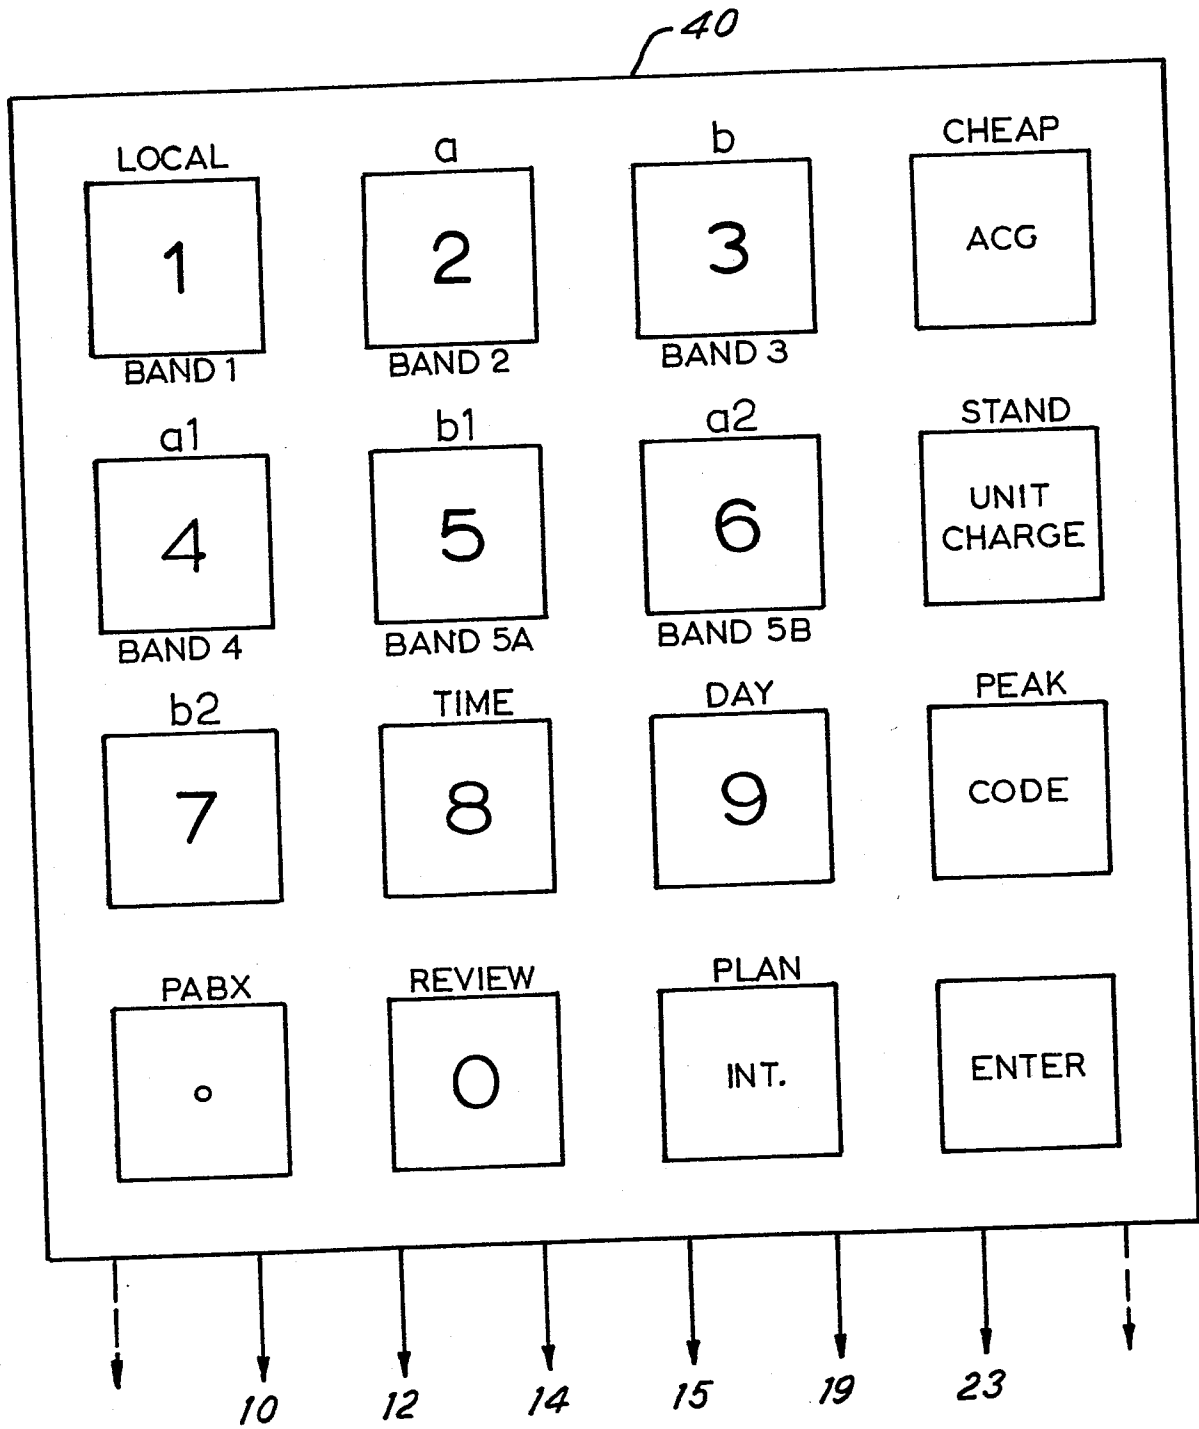 40
LOCAL a b CHEAP
1 2 3 ACG
BAND 1 BAND 2 BAND 3
a1 b1 a2 STAND
4 5 6 UNIT
CHARGE
BAND 4 BAND 5A BAND 5B
b2 TIME DAY PEAK
7 8 9 CODE
PABX REVIEW PLAN
0 INT. ENTER
10 12 14 15 19 23